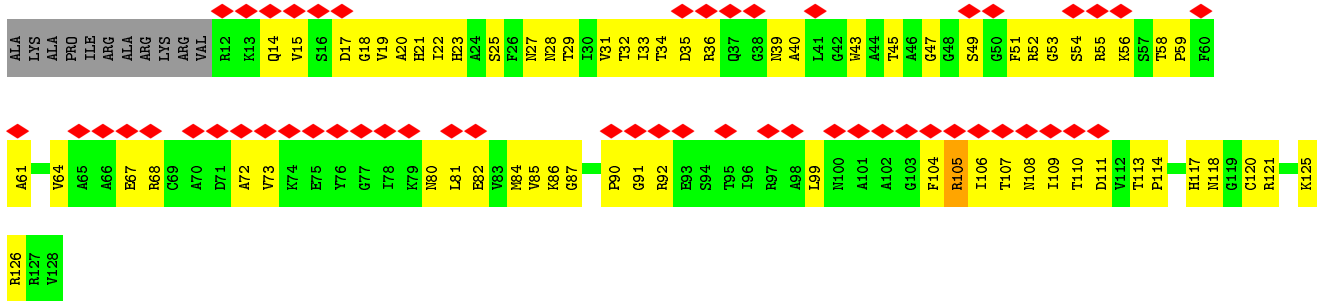 ALA LYS ALA PRO ILE ARG ALA ARG LYS ARG VAL R12 K13 Q14 V15 S16 D17 G18 V19 A20 H21 I22 H23 A24 S25 F26 N27 N28 T29 I30 V31 T32 I33 T34 D35 R36 Q37 G38 N39 A40 L41 G42 W43 A44 T45 A46 G47 G48 S49 G50 F51 R52 G53 S54 R55 K56 S57 T58 P59 F60
A61 V64 A65 A66 E67 R68 C69 A70 D71 A72 V73 K74 E75 Y76 G77 I78 K79 N80 L81 E82 V83 M84 V85 K86 G87 P90 G91 R92 E93 S94 T95 I96 R97 A98 L99 N100 A101 A102 G103 F104 R105 I106 T107 N108 I109 T110 D111 V112 T113 P114 H117 N118 G119 C120 R121 K125
R126 R127 V128